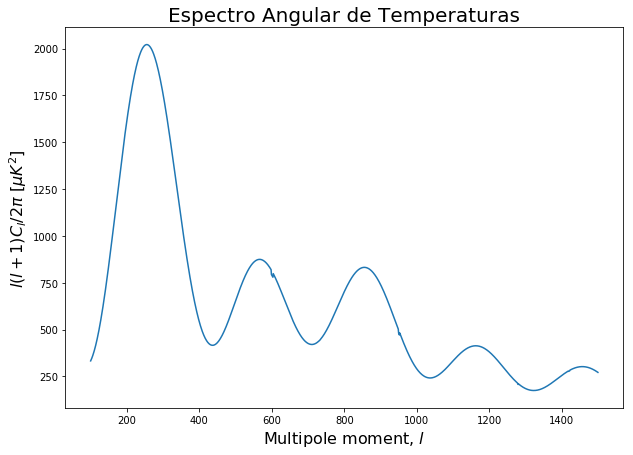 Espectro Angular de Temperaturas
l(l + 1)C_l/2π [μK²]
2000
1750
1500
1250
1000
750
500
250
200 400 600 800 1000 1200 1400
Multipole moment, l